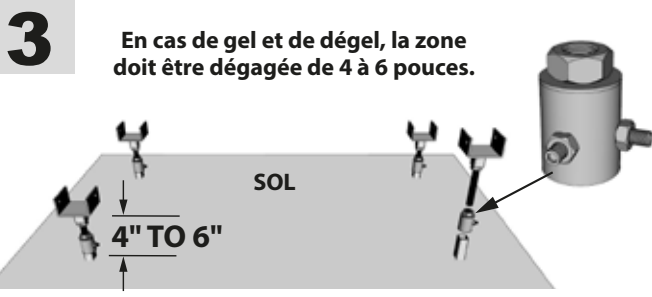 3
En cas de gel et de dégel, la zone
doit être dégagée de 4 à 6 pouces.
SOL
4" TO 6"